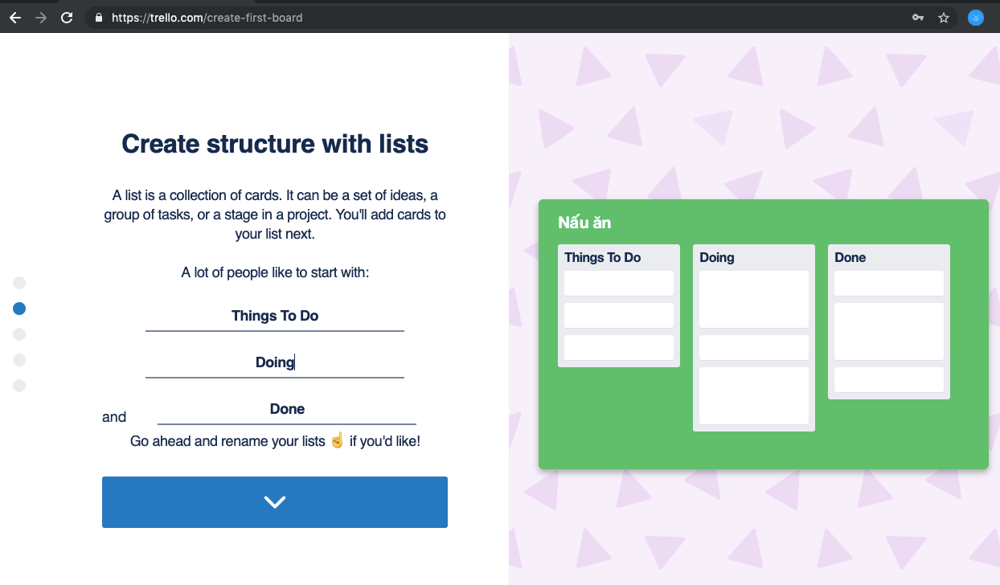 https://trello.com/create-first-board
Create structure with lists
A list is a collection of cards. It can be a set of ideas, a
group of tasks, or a stage in a project. You'll add cards to
your list next.
A lot of people like to start with:
Things To Do
Doing
and Done
Go ahead and rename your lists ☝ if you'd like!
Nấu ăn
Things To Do
Doing
Done